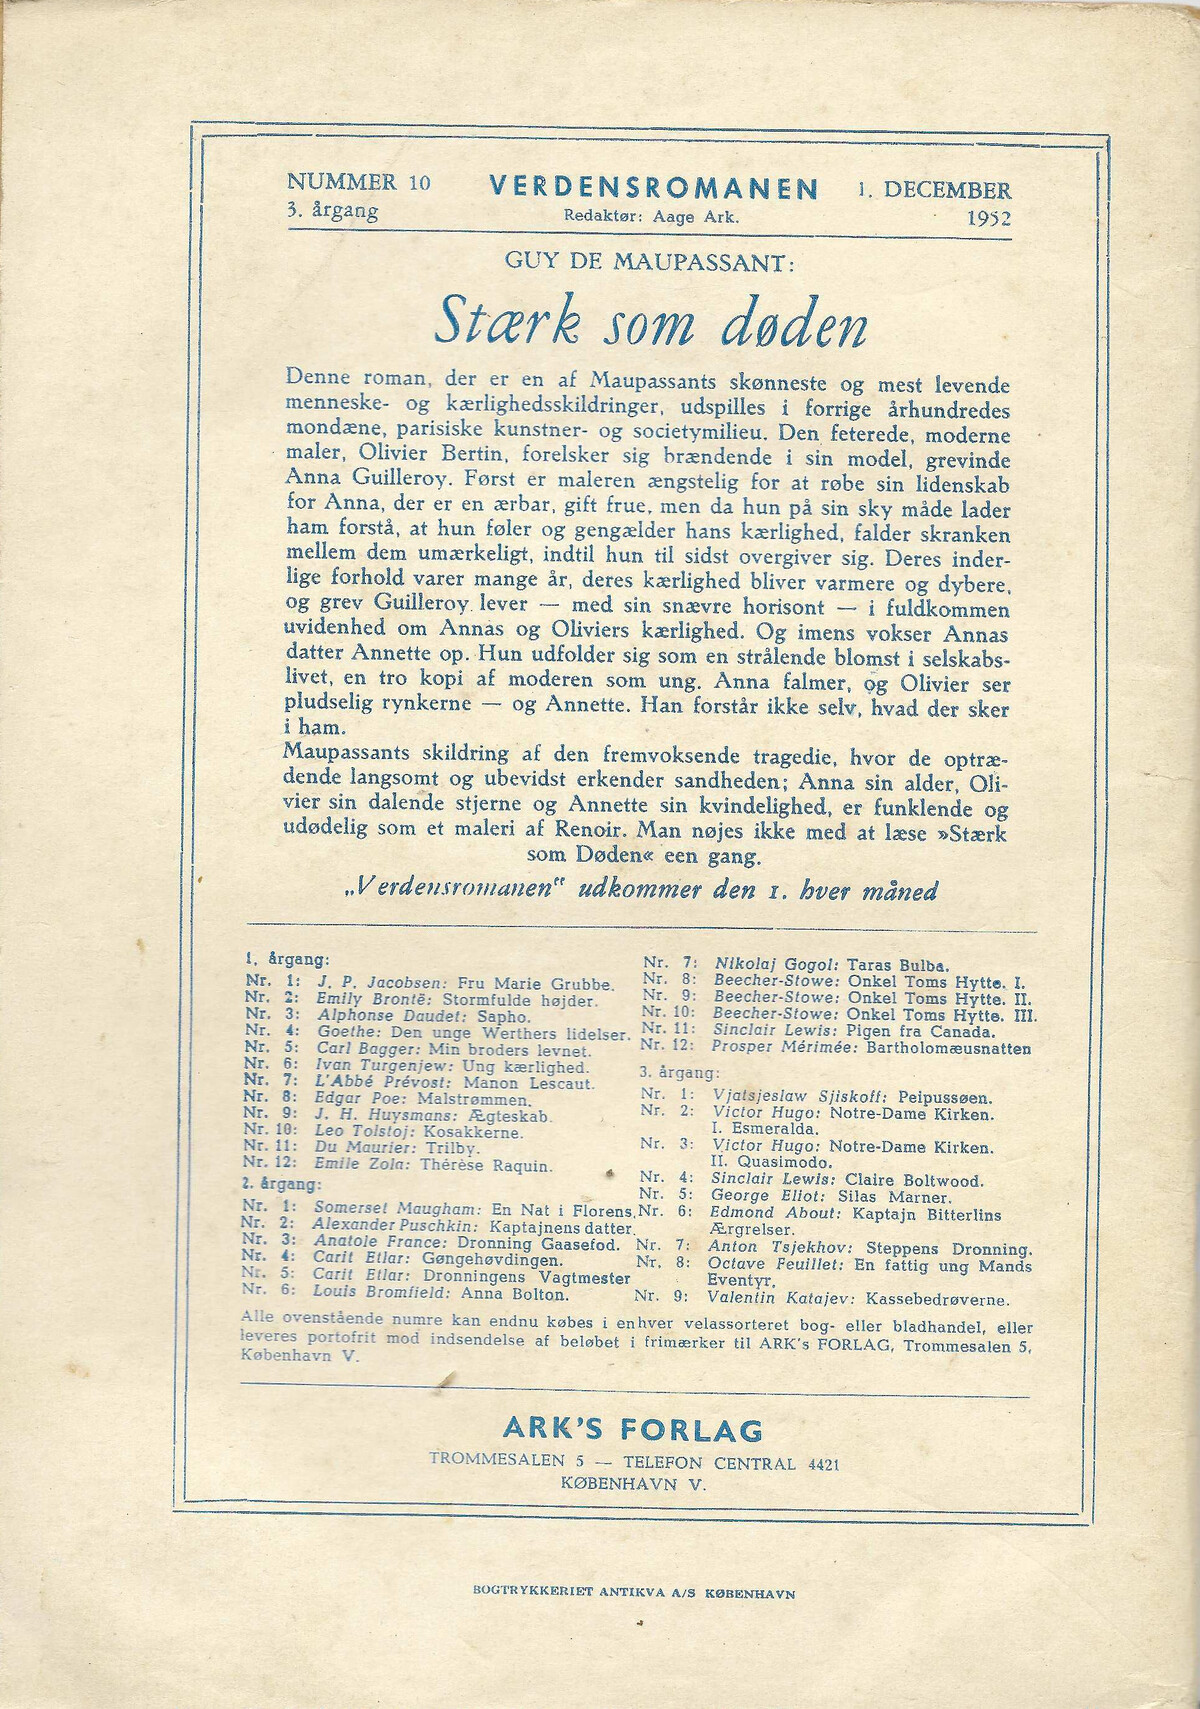 NUMMER 10 VERDENSROMANEN 1. DECEMBER
3. årgang Redaktør: Aage Ark. 1952
GUY DE MAUPASSANT:
Stærk som døden
Denne roman, der er en af Maupassants skønneste og mest levende
menneske- og kærlighedsskildringer, udspilles i forrige århundredes
mondæne, parisiske kunstner- og societymilieu. Den feterede, moderne
maler, Olivier Bertin, forelsker sig brændende i sin model, grevinde
Anna Guilleroy. Først er maleren ængstelig for at røbe sin lidenskab
for Anna, der er en ærbar, gift frue, men da hun på sin sky måde lader
ham forstå, at hun føler og gengælder hans kærlighed, falder skranken
mellem dem umærkeligt, indtil hun til sidst overgiver sig. Deres inder-
lige forhold varer mange år, deres kærlighed bliver varmere og dybere,
og grev Guilleroy lever — med sin snævre horisont — i fuldkommen
uvidenhed om Annas og Oliviers kærlighed. Og imens vokser Annas
datter Annette op. Hun udfolder sig som en strålende blomst i selskabs-
livet, en tro kopi af moderen som ung. Anna falmer, og Olivier ser
pludselig rynkerne — og Annette. Han forstår ikke selv, hvad der sker
i ham.
Maupassants skildring af den fremvoksende tragedie, hvor de optræ-
dende langsomt og ubevidst erkender sandheden; Anna sin alder, Oli-
vier sin dalende stjerne og Annette sin kvindelighed, er funklende og
udødelig som et maleri af Renoir. Man nøjes ikke med at læse »Stærk
som Døden« een gang.
„Verdensromanen" udkommer den 1. hver måned
1. årgang:
Nr. 1: J. P. Jacobsen: Fru Marie Grubbe.
Nr. 2: Emily Brontë: Stormfulde højder.
Nr. 3: Alphonse Daudet: Sapho.
Nr. 4: Goethe: Den unge Werthers lidelser.
Nr. 5: Carl Bagger: Min broders levnet.
Nr. 6: Ivan Turgenjew: Ung kærlighed.
Nr. 7: L'Abbé Prévost: Manon Lescaut.
Nr. 8: Edgar Poe: Malstrømmen.
Nr. 9: J. H. Huysmans: Ægteskab.
Nr. 10: Leo Tolstoj: Kosakkerne.
Nr. 11: Du Maurier: Trilby.
Nr. 12: Emile Zola: Thérèse Raquin.
2. årgang:
Nr. 1: Somerset Maugham: En Nat i Florens.
Nr. 2: Alexander Puschkin: Kaptajnens datter.
Nr. 3: Anatole France: Dronning Gaasefod.
Nr. 4: Carit Etlar: Gøngehøvdingen.
Nr. 5: Carit Etlar: Dronningens Vagtmester
Nr. 6: Louis Bromfield: Anna Bolton.
Nr. 7: Nikolaj Gogol: Taras Bulba.
Nr. 8: Beecher-Stowe: Onkel Toms Hytte. I.
Nr. 9: Beecher-Stowe: Onkel Toms Hytte. II.
Nr. 10: Beecher-Stowe: Onkel Toms Hytte. III.
Nr. 11: Sinclair Lewis: Pigen fra Canada.
Nr. 12: Prosper Mérimée: Bartholomæusnatten
3. årgang:
Nr. 1: Vjatsjeslaw Sjiskoff: Peipussøen.
Nr. 2: Victor Hugo: Notre-Dame Kirken.
I. Esmeralda.
Nr. 3: Victor Hugo: Notre-Dame Kirken.
II. Quasimodo.
Nr. 4: Sinclair Lewis: Claire Boltwood.
Nr. 5: George Eliot: Silas Marner.
Nr. 6: Edmond About: Kaptajn Bitterlins
Ærgrelser.
Nr. 7: Anton Tsjekhov: Steppens Dronning.
Nr. 8: Octave Feuillet: En fattig ung Mands
Eventyr.
Nr. 9: Valentin Katajev: Kassebedrøverne.
Alle ovenstående numre kan endnu købes i enhver velassorteret bog- eller bladhandel, eller
leveres portofrit mod indsendelse af beløbet i frimærker til ARK's FORLAG, Trommesalen 5,
København V.
ARK'S FORLAG
TROMMESALEN 5 — TELEFON CENTRAL 4421
KØBENHAVN V.
BOGTRYKKERIET ANTIKVA A/S KØBENHAVN